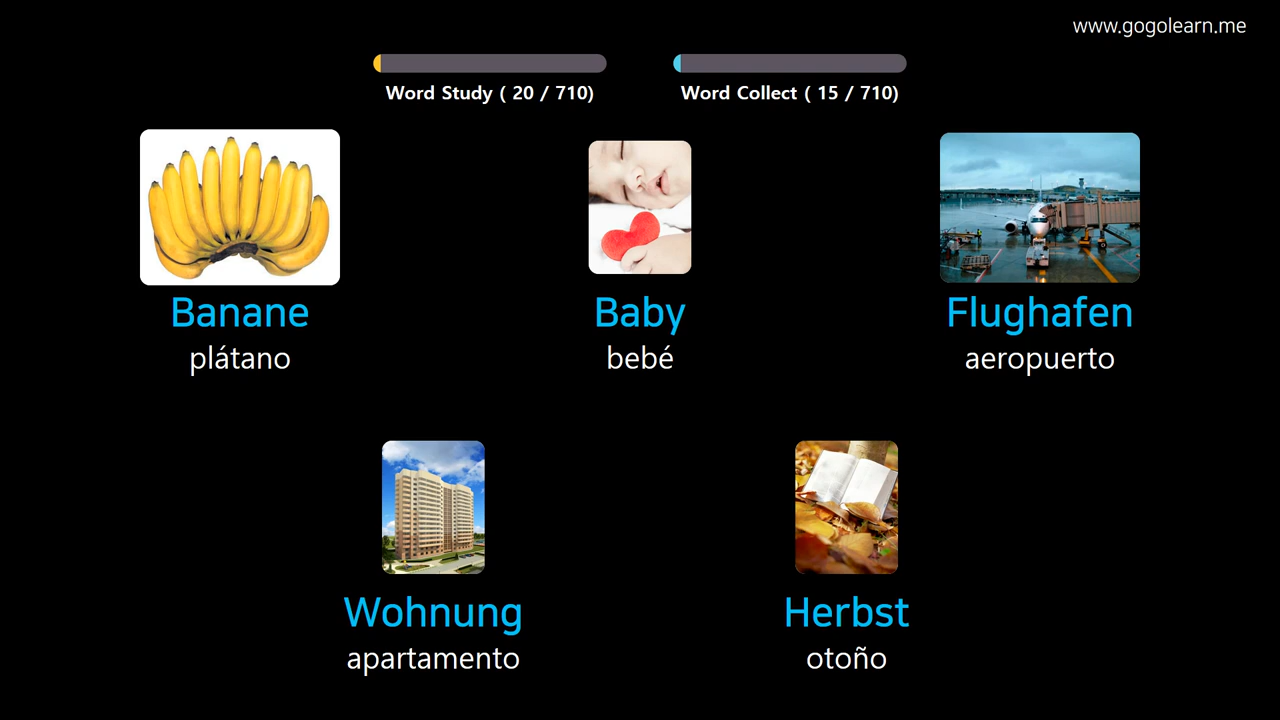 www.gogolearn.me
Word Study ( 20 / 710)
Word Collect ( 15 / 710)
Banane
plátano
Baby
bebé
Flughafen
aeropuerto
Wohnung
apartamento
Herbst
otoño